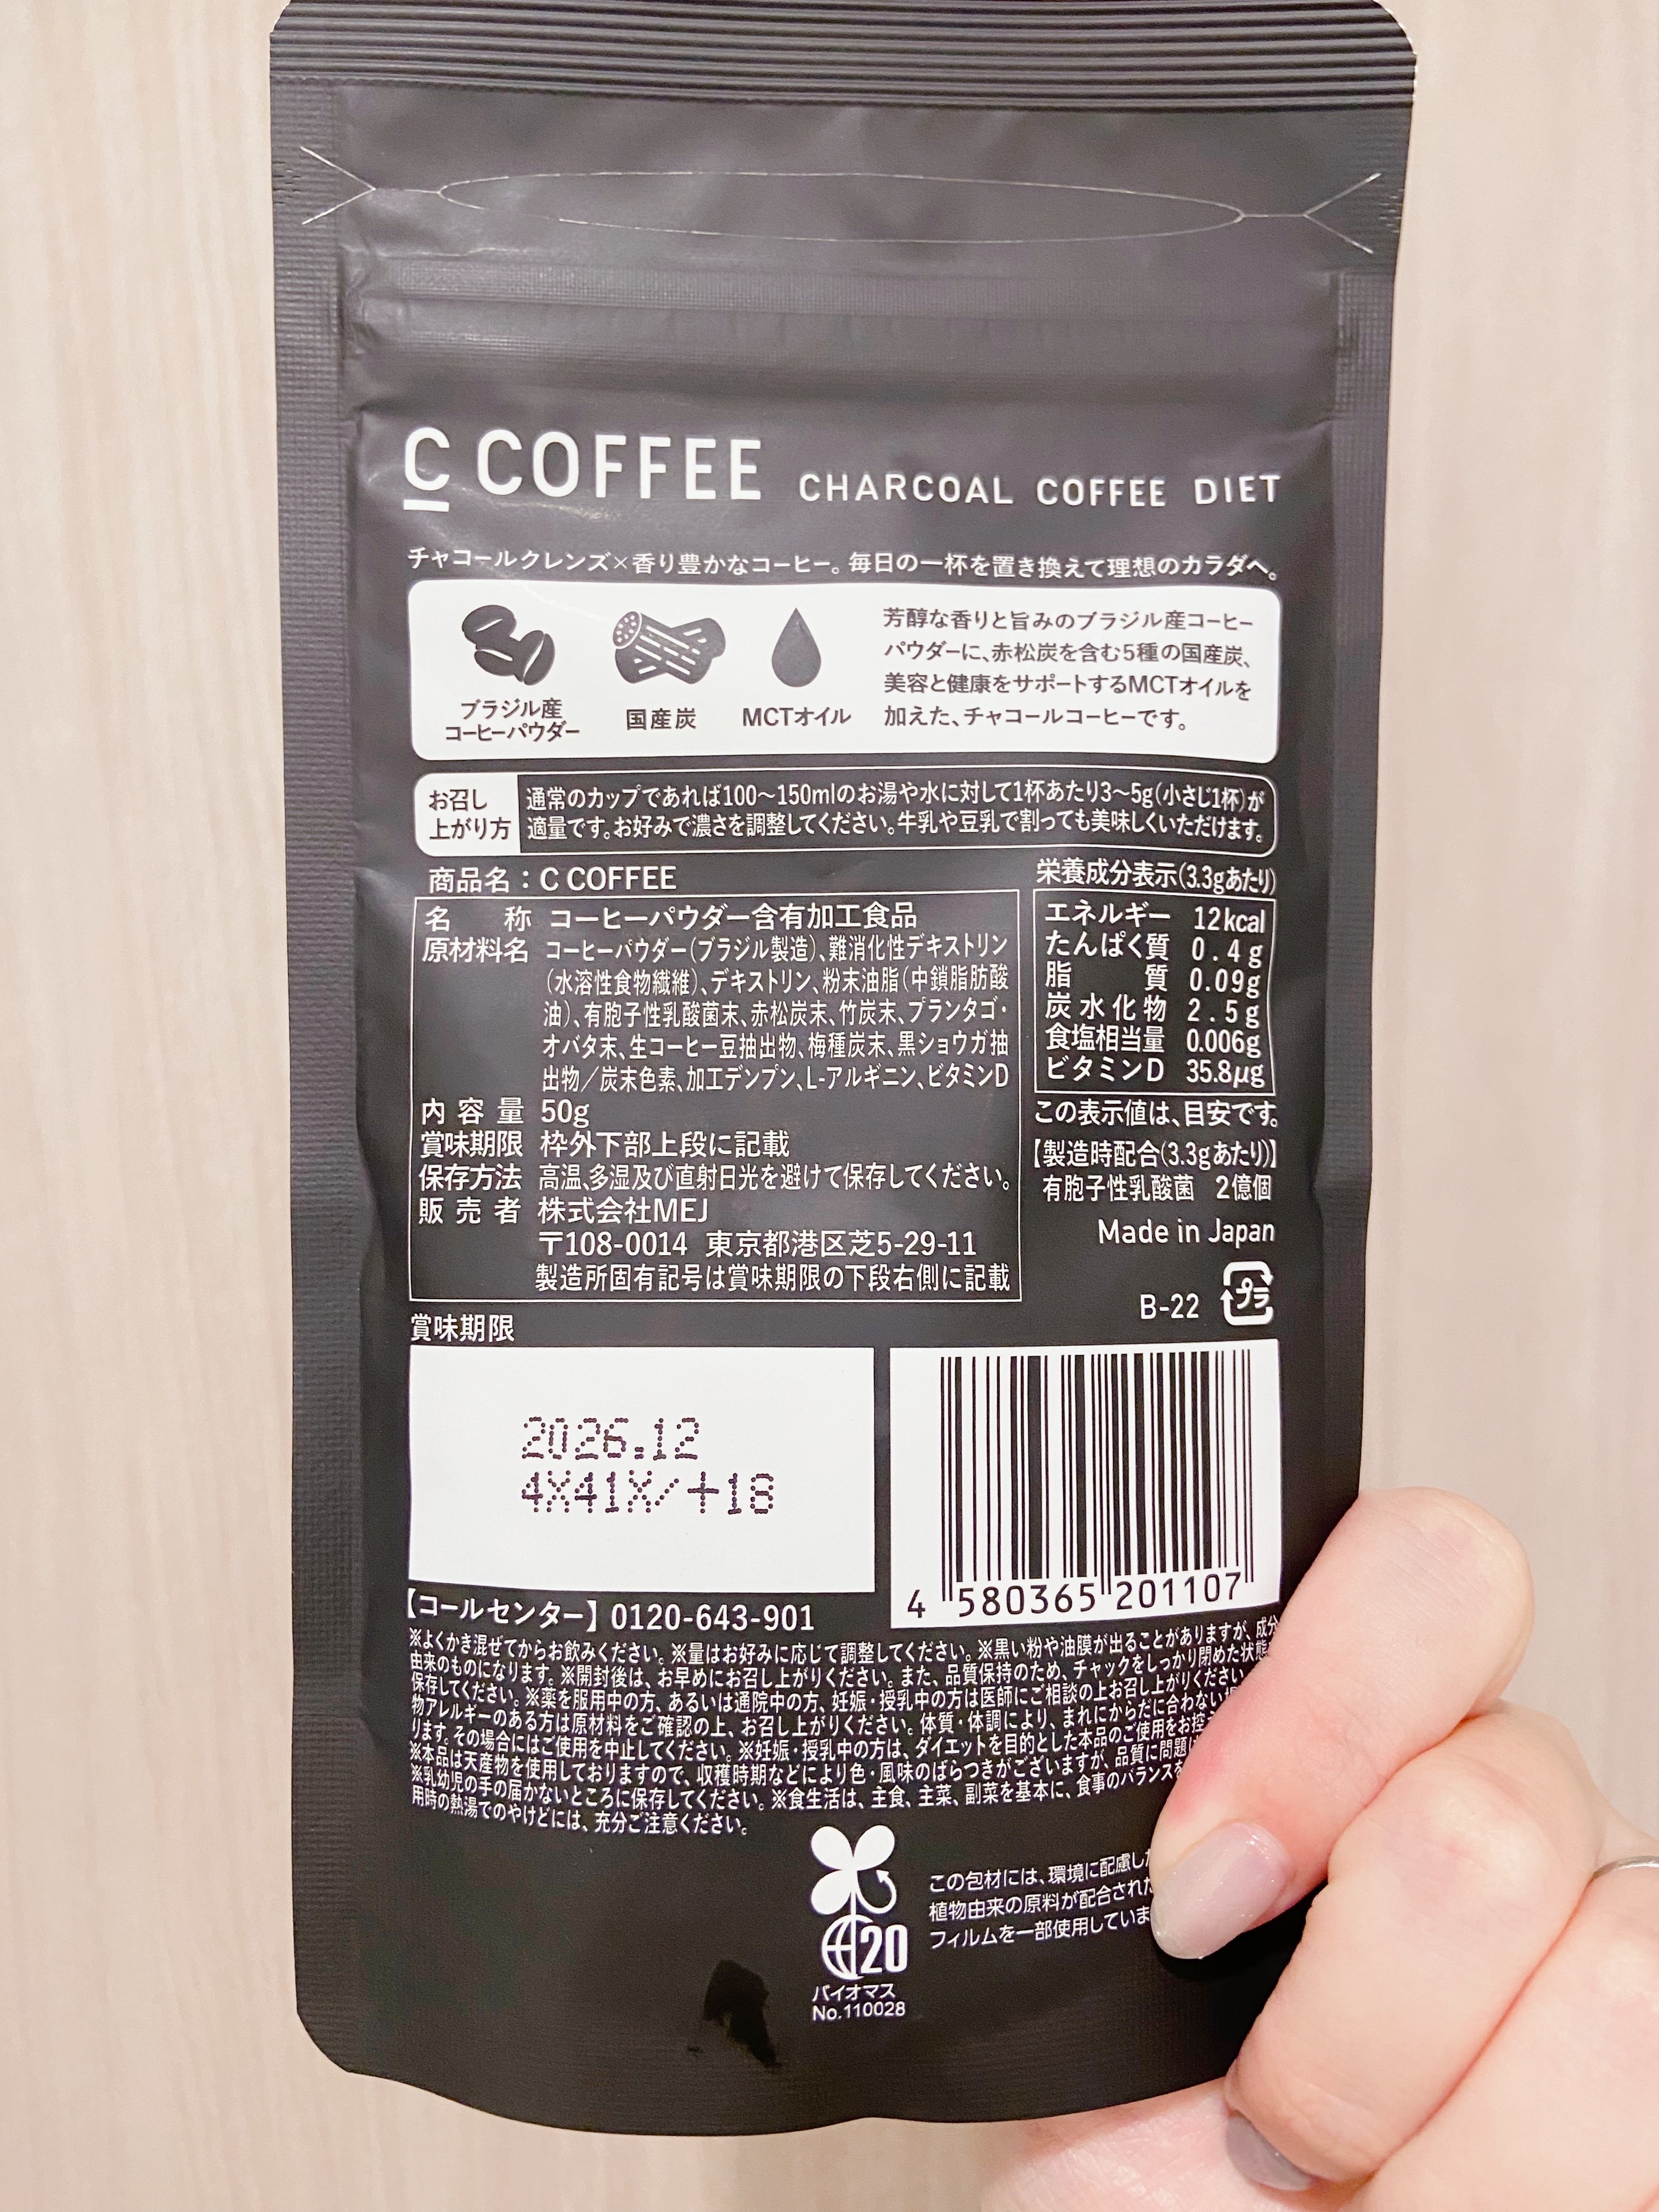 C COFFEE CHARCOAL COFFEE DIET
チャコールクレンズ×香り豊かなコーヒー。毎日の一杯を置き換えて理想のカラダへ。
ブラジル産
コーヒーパウダー
国産炭
MCTオイル
芳醇な香りと旨みのブラジル産コーヒー
パウダーに、赤松炭を含む5種の国産炭、
美容と健康をサポートするMCTオイルを
加えた、チャコールコーヒーです。
お召し
上がり方
通常のカップであれば100〜150mlのお湯や水に対して1杯あたり3〜5g(小さじ1杯)が
適量です。お好みで濃さを調整してください。牛乳や豆乳で割っても美味しくいただけます。
商品名：C COFFEE
名称 コーヒーパウダー含有加工食品
原材料名 コーヒーパウダー(ブラジル製造)、難消化性デキストリン
(水溶性食物繊維)、デキストリン、粉末油脂(中鎖脂肪酸
油)、有胞子性乳酸菌末、赤松炭末、竹炭末、プランタゴ・
オバタ末、生コーヒー豆抽出物、梅種炭末、黒ショウガ抽
出物／炭末色素、加工デンプン、L-アルギニン、ビタミンD
内容量 50g
賞味期限 枠外下部上段に記載
保存方法 高温、多湿及び直射日光を避けて保存してください。
販売者 株式会社MEJ
〒108-0014 東京都港区芝5-29-11
製造所固有記号は賞味期限の下段右側に記載
栄養成分表示(3.3gあたり)
エネルギー 12kcal
たんぱく質 0.4g
脂質 0.09g
炭水化物 2.5g
食塩相当量 0.006g
ビタミンD 35.8μg
この表示値は、目安です。
【製造時配合(3.3gあたり)】
有胞子性乳酸菌 2億個
Made in Japan
B-22 プラ
賞味期限
2026.12
4X41X/+18
4 580365 201107
【コールセンター】0120-643-901
※よくかき混ぜてからお飲みください。※量はお好みに応じて調整してください。※黒い粉や油膜が出ることがありますが、成分
由来のものになります。※開封後は、お早めにお召し上がりください。また、品質保持のため、チャックをしっかり閉めた状態
保存してください。※薬を服用中の方、あるいは通院中の方、妊娠・授乳中の方は医師にご相談の上お召し上がりください
物アレルギーのある方は原材料をご確認の上、お召し上がりください。体質・体調により、まれにからだに合わない
ります。その場合にはご使用を中止してください。※妊娠・授乳中の方は、ダイエットを目的とした本品のご使用をお控
※本品は天産物を使用しておりますので、収穫時期などにより色・風味のばらつきがございますが、品質に問題
※乳幼児の手の届かないところに保存してください。※食生活は、主食、主菜、副菜を基本に、食事のバランスを
用時の熱湯でのやけどには、充分ご注意ください。
20
バイオマス
No.110028
この包材には、環境に配慮し
植物由来の原料が配合された
フィルムを一部使用していま